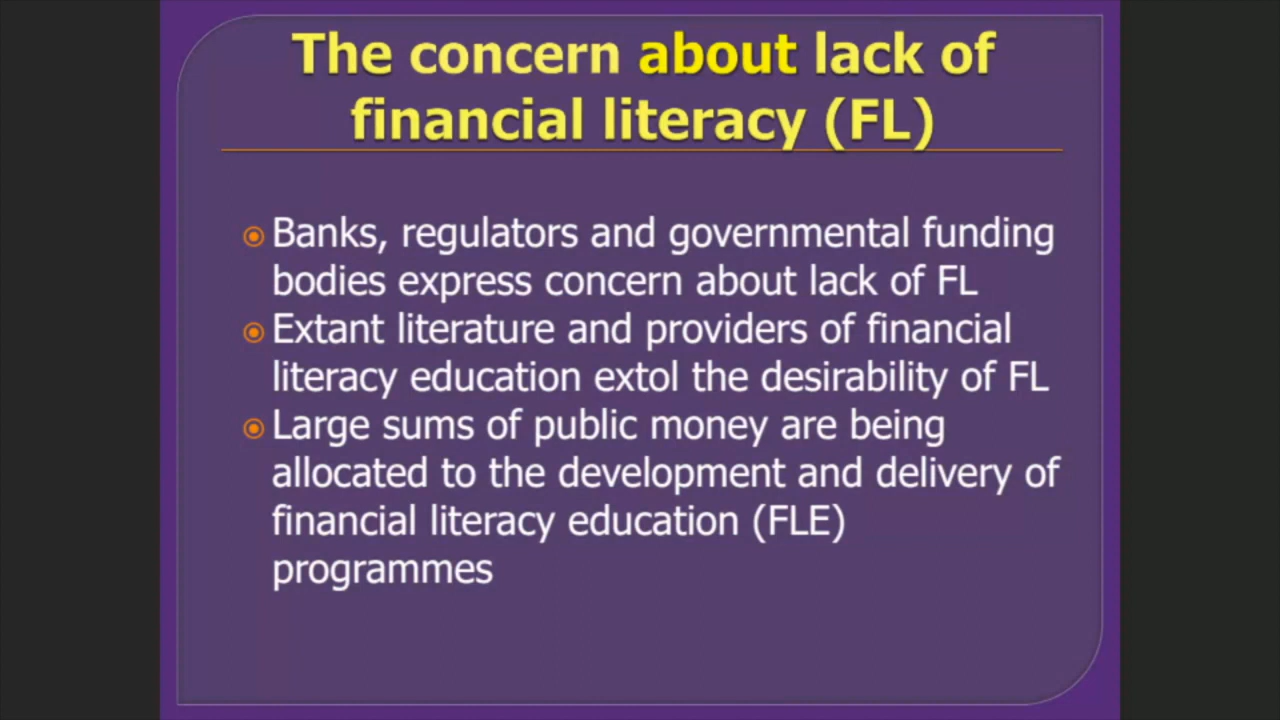 The concern about lack of
financial literacy (FL)
Banks, regulators and governmental funding
bodies express concern about lack of FL
Extant literature and providers of financial
literacy education extol the desirability of FL
Large sums of public money are being
allocated to the development and delivery of
financial literacy education (FLE)
programmes